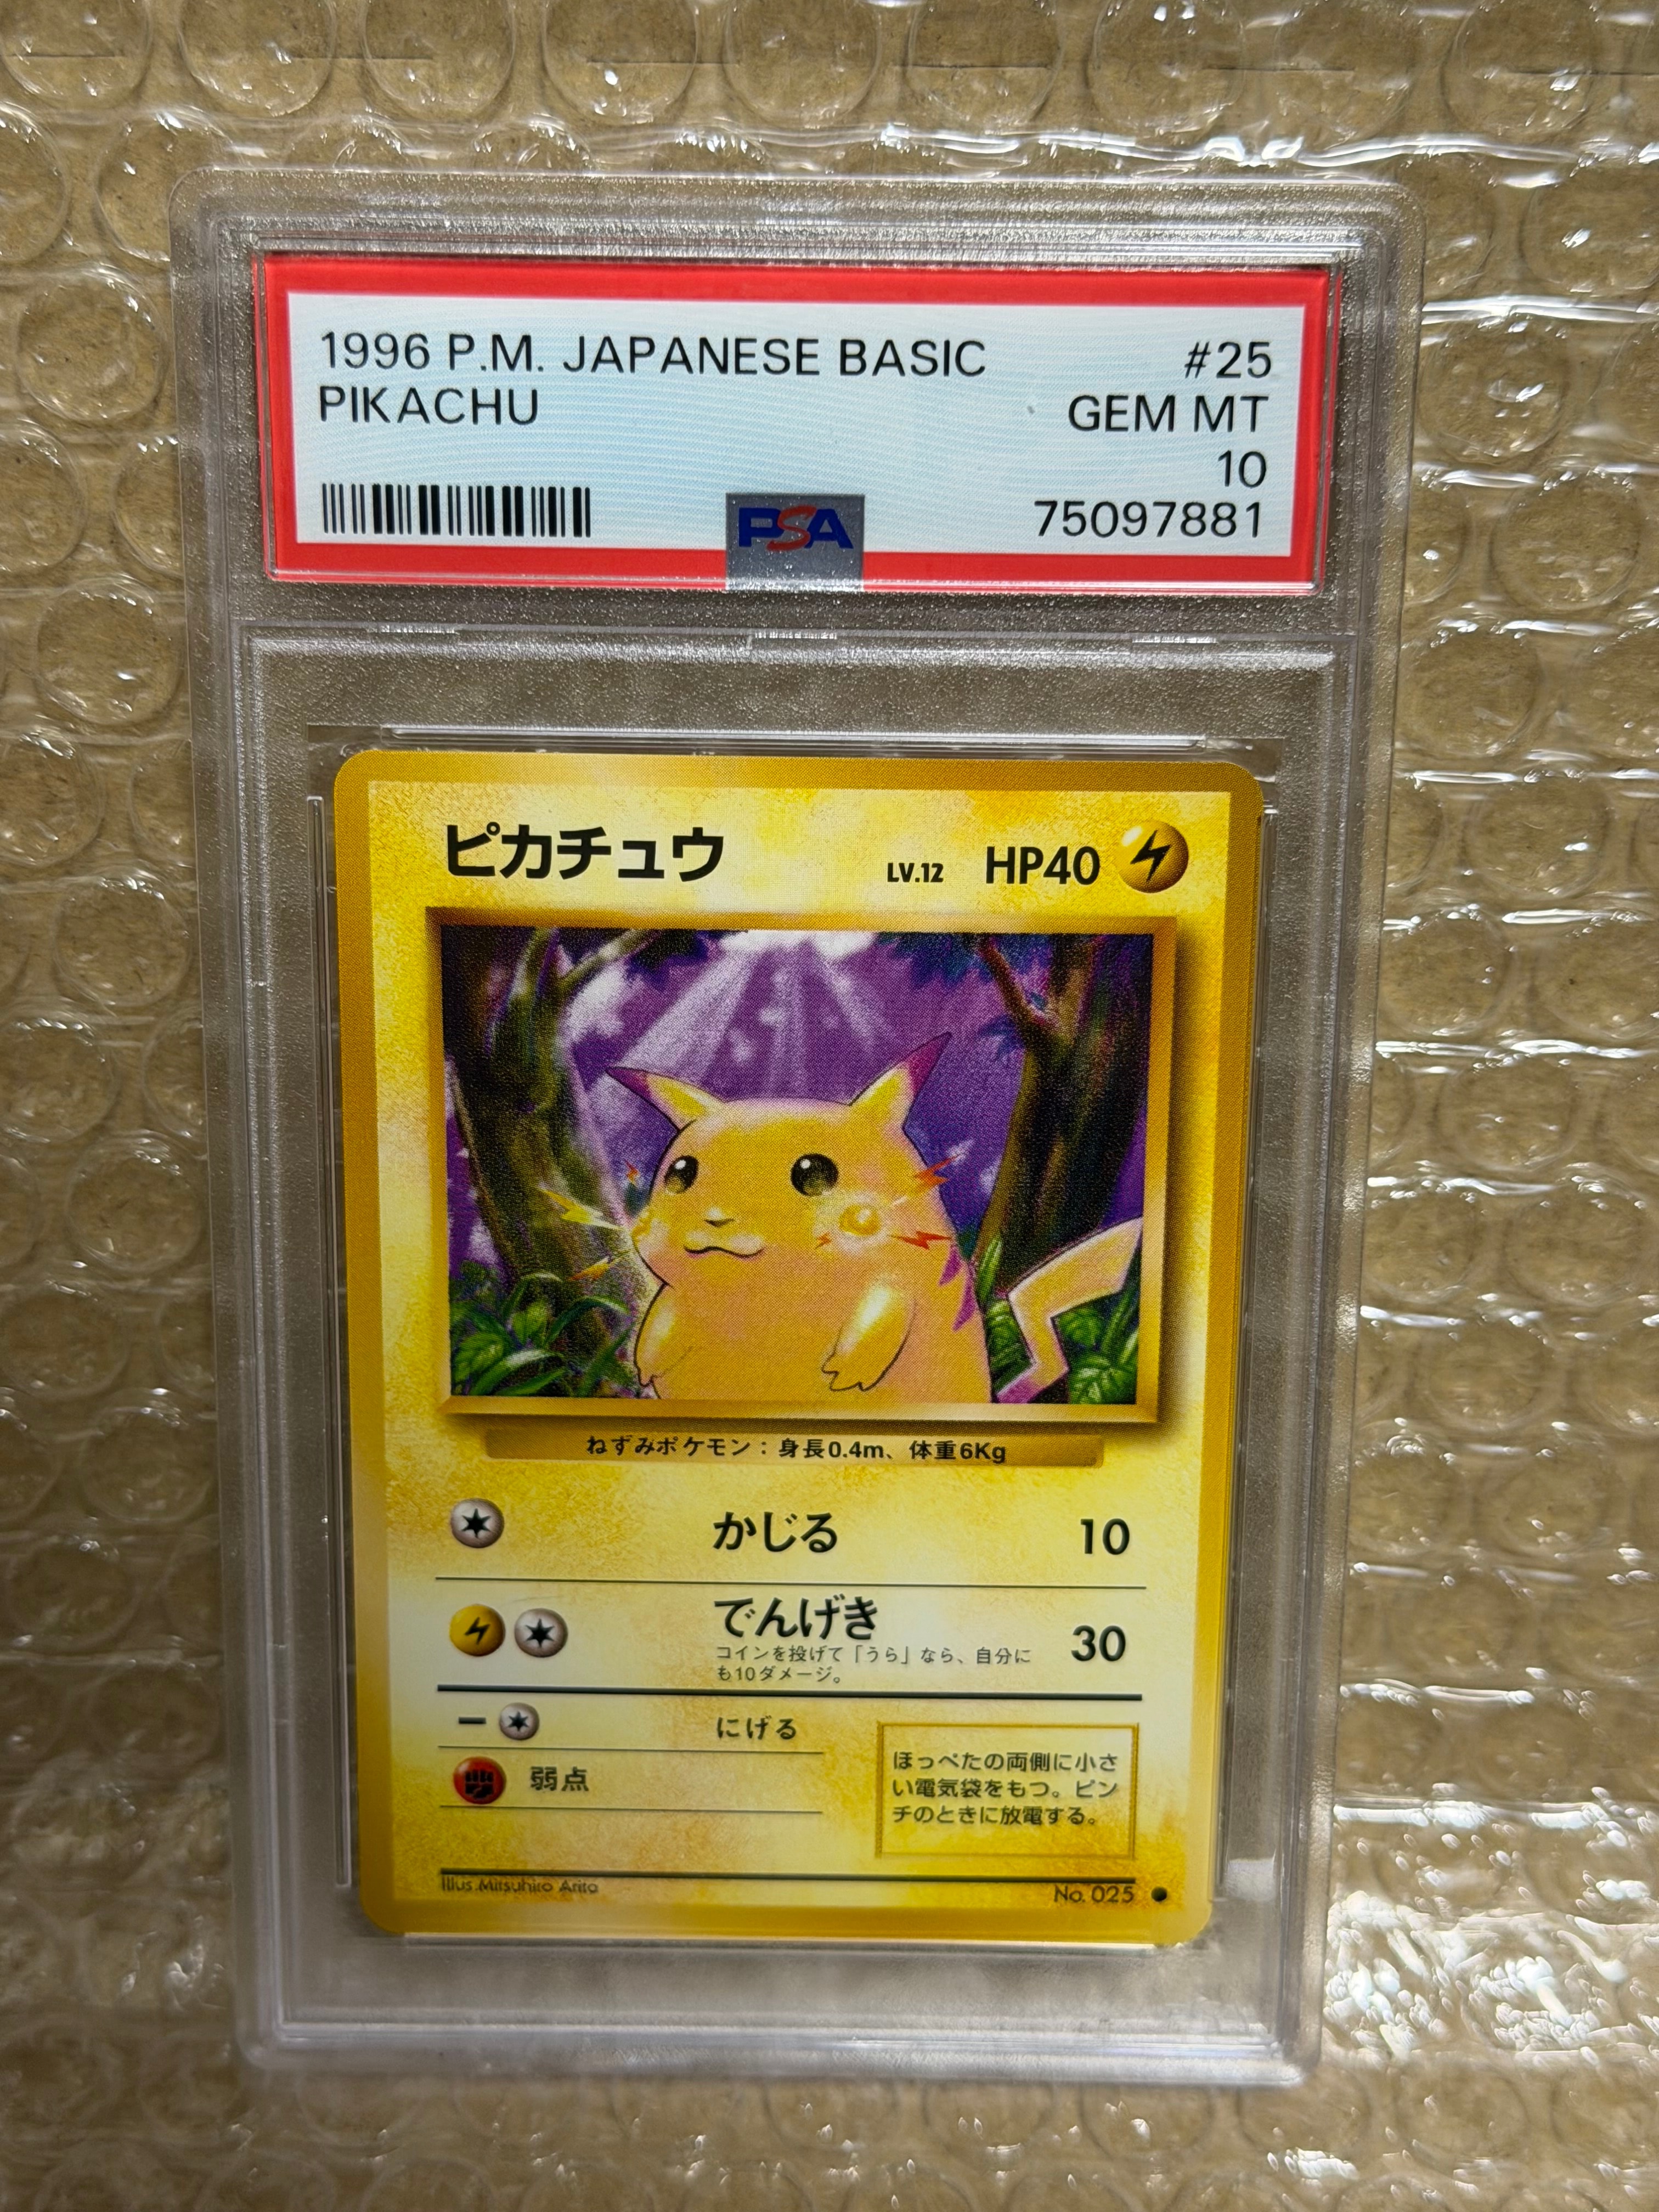 1996 P.M. JAPANESE BASIC #25
PIKACHU GEM MT
10
PSA 75097881
ピカチュウ LV.12 HP40
ねずみポケモン：身長0.4m、体重6Kg
かじる 10
でんげき 30
コインを投げて「うら」なら、自分に
も10ダメージ。
にげる
弱点
ほっぺたの両側に小さ
い電気袋をもつ。ピン
チのときに放電する。
Illus.Mitsuhiro Arita No.025